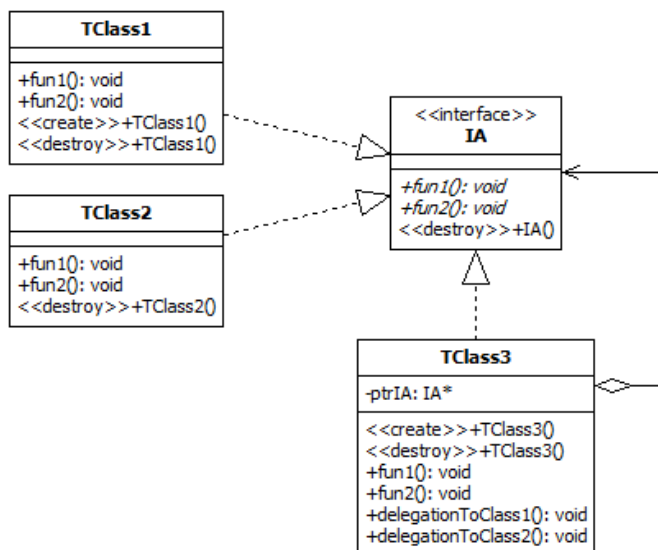 TClass1
+fun1(): void
+fun2(): void
<<create>>+TClass1()
<<destroy>>+TClass1()
<<interface>>
IA
+fun1(): void
+fun2(): void
<<destroy>>+IA()
TClass2
+fun1(): void
+fun2(): void
<<destroy>>+TClass2()
TClass3
-ptrIA: IA*
<<create>>+TClass3()
<<destroy>>+TClass3()
+fun1(): void
+fun2(): void
+delegationToClass1(): void
+delegationToClass2(): void